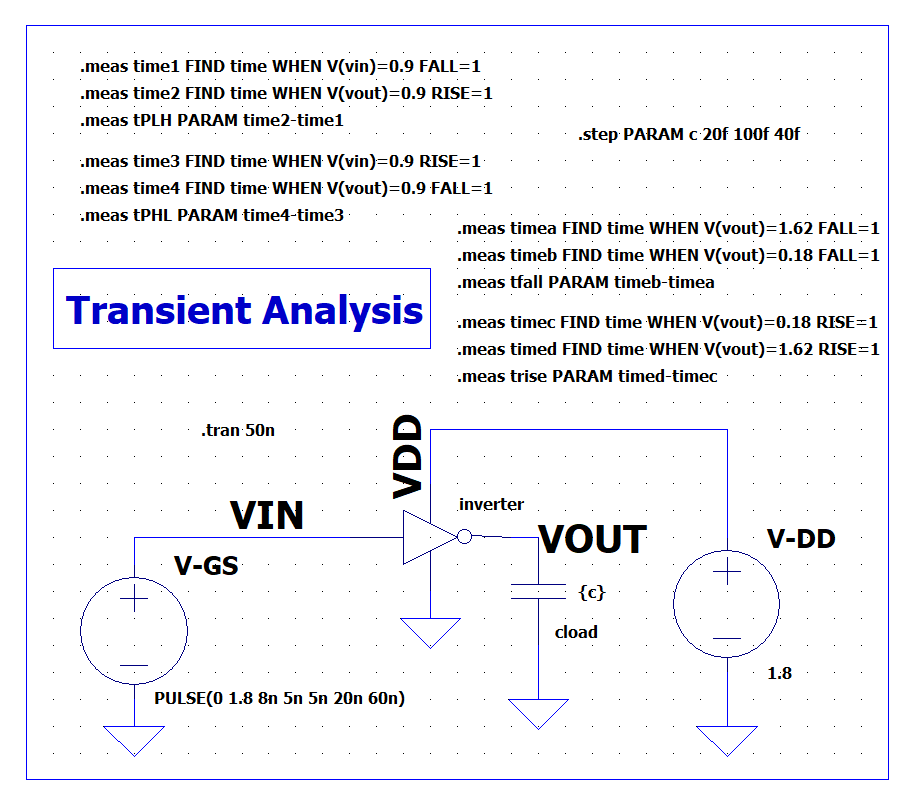 .meas time1 FIND time WHEN V(vin)=0.9 FALL=1
.meas time2 FIND time WHEN V(vout)=0.9 RISE=1
.meas tPLH PARAM time2-time1
.step PARAM c 20f 100f 40f
.meas time3 FIND time WHEN V(vin)=0.9 RISE=1
.meas time4 FIND time WHEN V(vout)=0.9 FALL=1
.meas tPHL PARAM time4-time3
.meas timea FIND time WHEN V(vout)=1.62 FALL=1
.meas timeb FIND time WHEN V(vout)=0.18 FALL=1
.meas tfall PARAM timeb-timea
Transient Analysis
.meas timec FIND time WHEN V(vout)=0.18 RISE=1
.meas timed FIND time WHEN V(vout)=1.62 RISE=1
.meas trise PARAM timed-timec
.tran 50n
VDD
inverter
VIN
VOUT
V-DD
V-GS
{c}
cload
1.8
PULSE(0 1.8 8n 5n 5n 20n 60n)